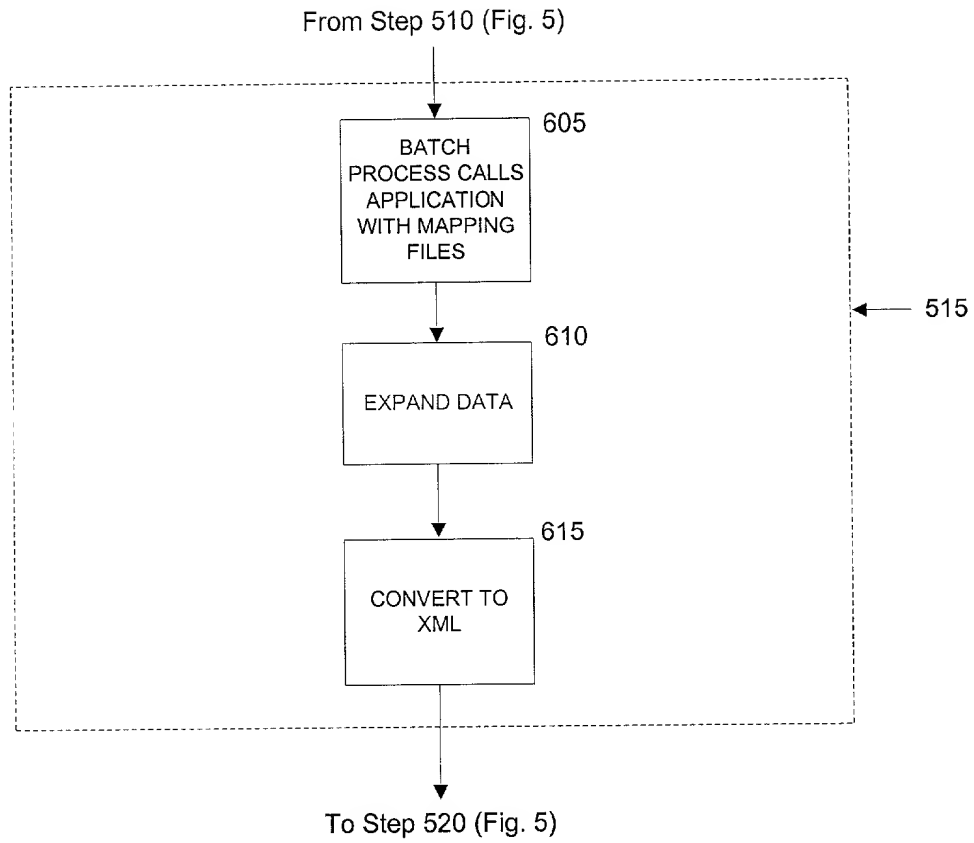 From Step 510 (Fig. 5)
605
BATCH
PROCESS CALLS
APPLICATION
WITH MAPPING
FILES
515
610
EXPAND DATA
615
CONVERT TO
XML
To Step 520 (Fig. 5)